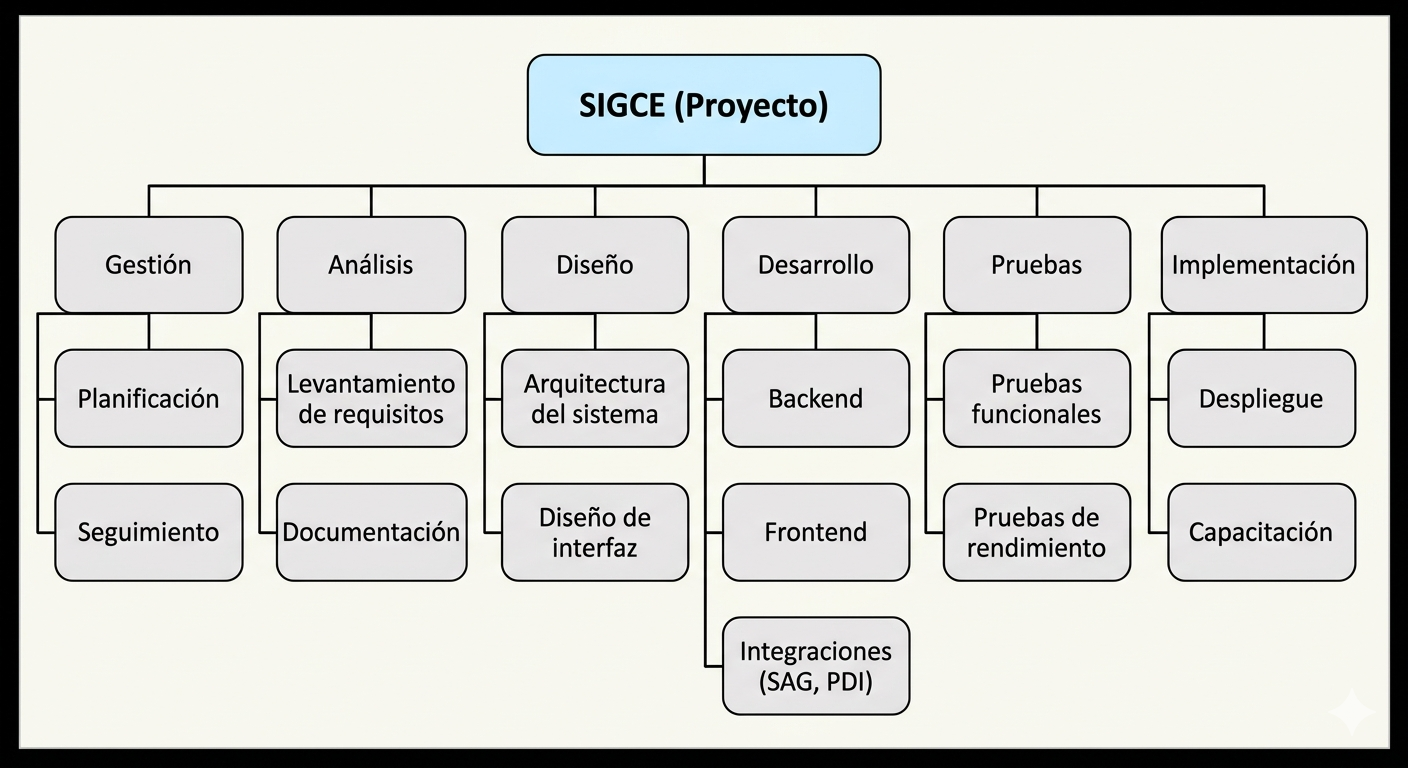 SIGCE (Proyecto)
Gestión
Análisis
Diseño
Desarrollo
Pruebas
Implementación
Planificación
Levantamiento
de requisitos
Arquitectura
del sistema
Backend
Pruebas
funcionales
Despliegue
Seguimiento
Documentación
Diseño de
interfaz
Frontend
Pruebas de
rendimiento
Capacitación
Integraciones
(SAG, PDI)